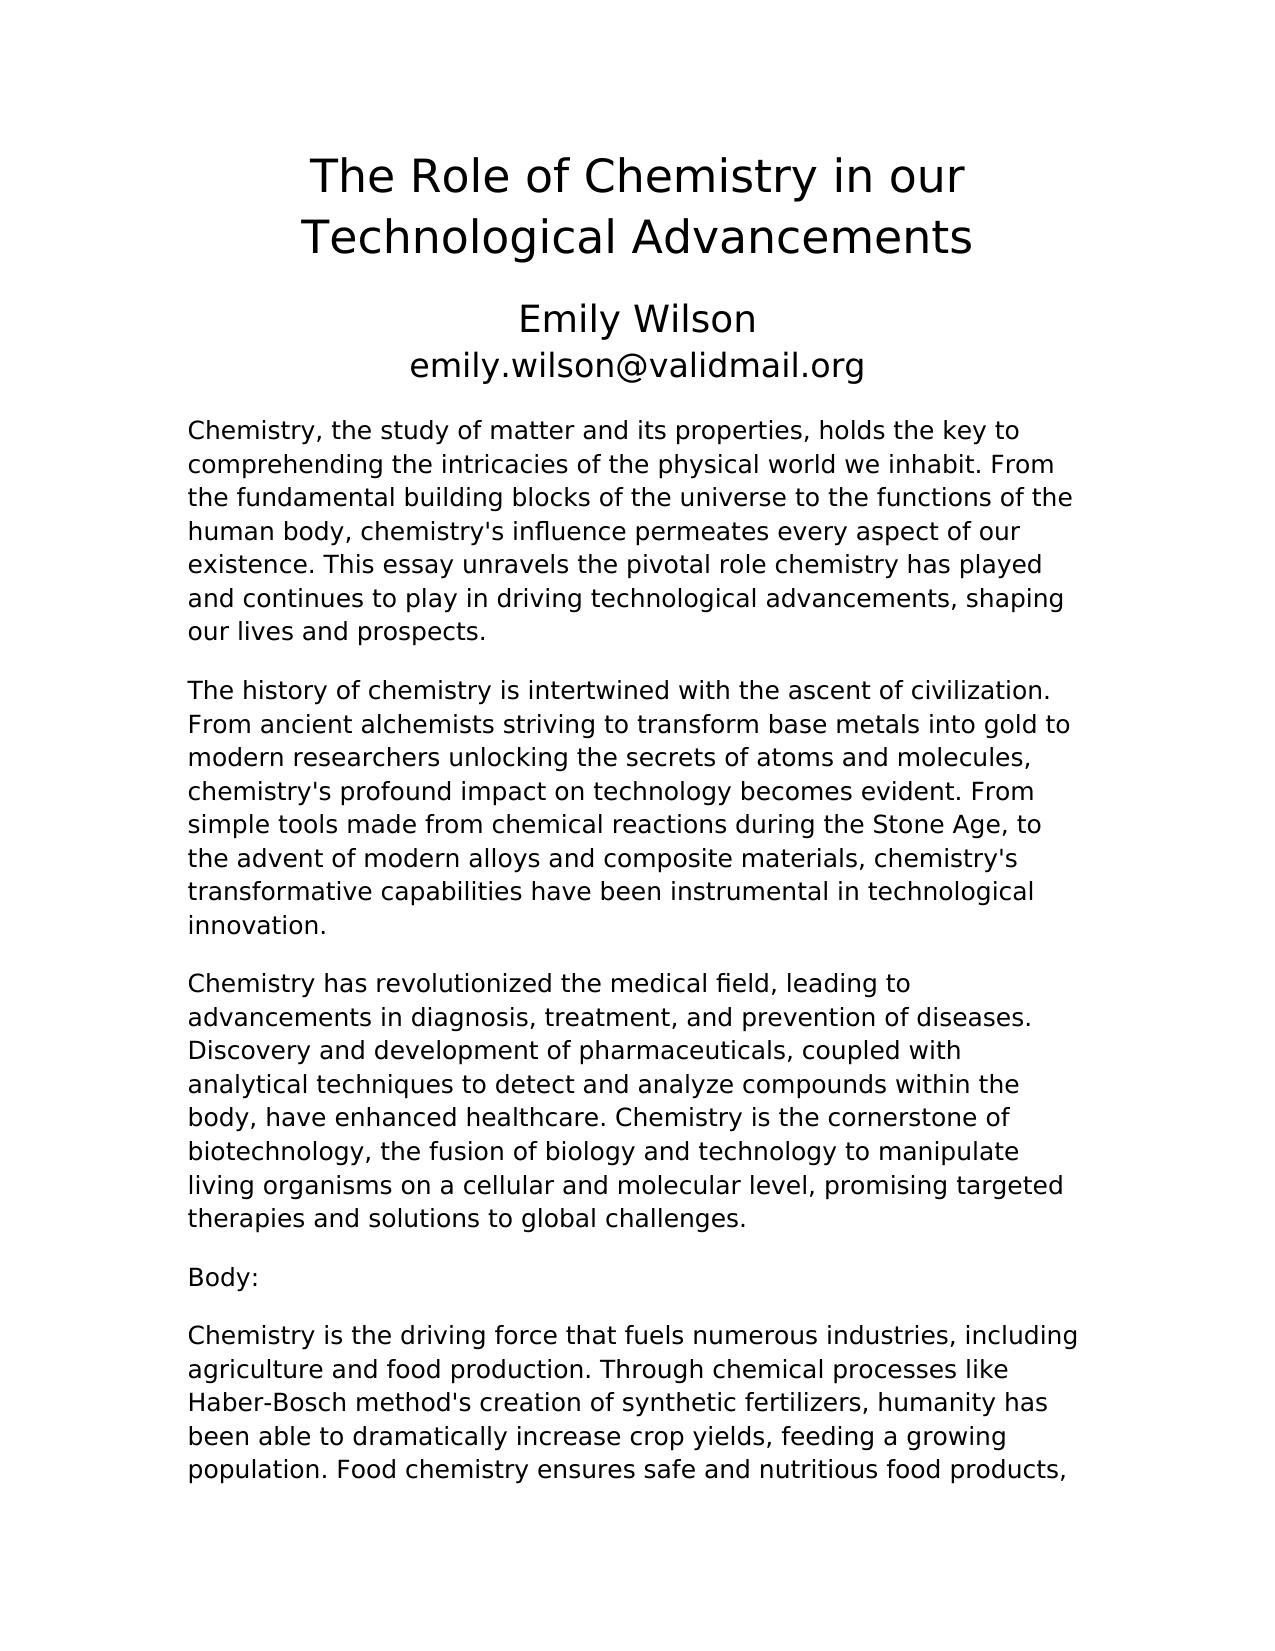 The Role of Chemistry in our
Technological Advancements
Emily Wilson
emily.wilson@validmail.org
Chemistry, the study of matter and its properties, holds the key to
comprehending the intricacies of the physical world we inhabit. From
the fundamental building blocks of the universe to the functions of the
human body, chemistry's influence permeates every aspect of our
existence. This essay unravels the pivotal role chemistry has played
and continues to play in driving technological advancements, shaping
our lives and prospects.
The history of chemistry is intertwined with the ascent of civilization.
From ancient alchemists striving to transform base metals into gold to
modern researchers unlocking the secrets of atoms and molecules,
chemistry's profound impact on technology becomes evident. From
simple tools made from chemical reactions during the Stone Age, to
the advent of modern alloys and composite materials, chemistry's
transformative capabilities have been instrumental in technological
innovation.
Chemistry has revolutionized the medical field, leading to
advancements in diagnosis, treatment, and prevention of diseases.
Discovery and development of pharmaceuticals, coupled with
analytical techniques to detect and analyze compounds within the
body, have enhanced healthcare. Chemistry is the cornerstone of
biotechnology, the fusion of biology and technology to manipulate
living organisms on a cellular and molecular level, promising targeted
therapies and solutions to global challenges.
Body:
Chemistry is the driving force that fuels numerous industries, including
agriculture and food production. Through chemical processes like
Haber-Bosch method's creation of synthetic fertilizers, humanity has
been able to dramatically increase crop yields, feeding a growing
population. Food chemistry ensures safe and nutritious food products,